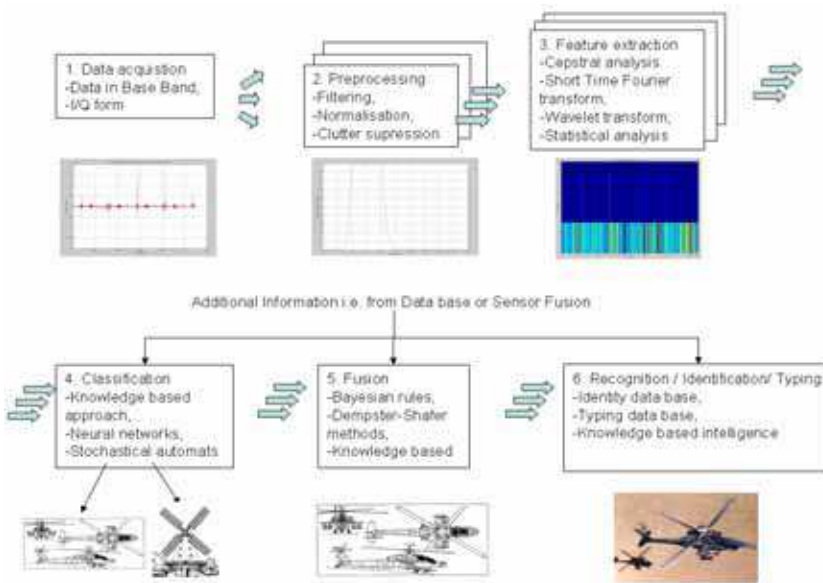 1. Data acquistion
-Data in Base Band,
-I/Q form
2. Preprocessing
-Filtering,
-Normalisation,
-Clutter supression
3. Feature extraction
-Cepstral analysis
-Short Time Fourier
transform,
-Wavelet transform,
-Statistical analysis
Additional Information i.e. from Data base or Sensor Fusion
4. Classification
-Knowledge based
approach,
-Neural networks,
-Stochastical automats
5. Fusion
-Bayesian rules,
-Dempster-Shafer
methods,
-Knowledge based
6. Recognition / Identification/ Typing
-Identity data base,
-Typing data base,
-Knowledge based intelligence